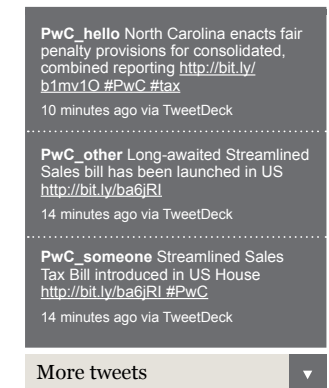 PwC_hello North Carolina enacts fair
penalty provisions for consolidated,
combined reporting http://bit.ly/
b1mv1O #PwC #tax
10 minutes ago via TweetDeck
PwC_other Long-awaited Streamlined
Sales bill has been launched in US
http://bit.ly/ba6jRI
14 minutes ago via TweetDeck
PwC_someone Streamlined Sales
Tax Bill introduced in US House
http://bit.ly/ba6jRI #PwC
14 minutes ago via TweetDeck
More tweets